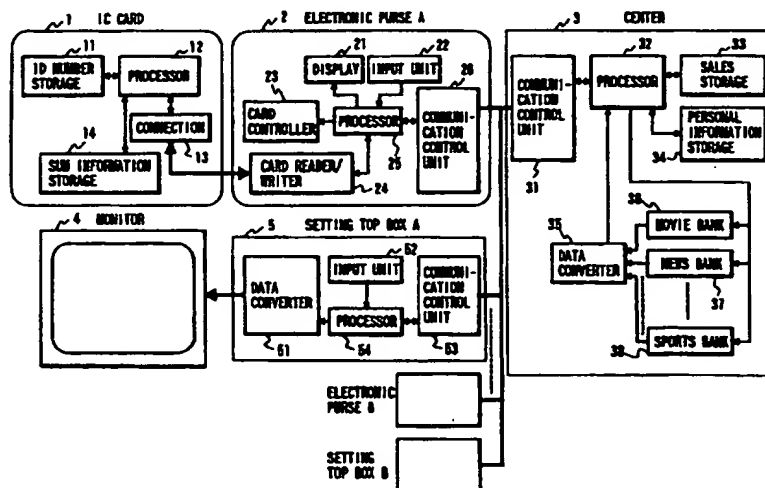 1 IC CARD
11
12
ID NUMBER
STORAGE
PROCESSOR
CONNECTION
14
13
SUM INFORMATION
STORAGE
2 ELECTRONIC PURSE A
21
22
23
26
DISPLAY
INPUT UNIT
CARD
CONTROLLER
PROCESSOR
25
COMMUNI-
CATION
CONTROL
UNIT
CARD READER/
WRITER
24
3 CENTER
32
33
COMMUNI-
CATION
CONTROL
UNIT
31
PROCESSOR
SALES
STORAGE
PERSONAL
INFORMATION
STORAGE
34
35
DATA
CONVERTER
36
MOVIE BANK
NEWS BANK
37
SPORTS BANK
38
4 MONITOR
5 SETTING TOP BOX A
52
INPUT UNIT
DATA
CONVERTER
51
PROCESSOR
54
COMMUNI-
CATION
CONTROL
UNIT
53
ELECTRONIC
PURSE B
SETTING
TOP BOX B